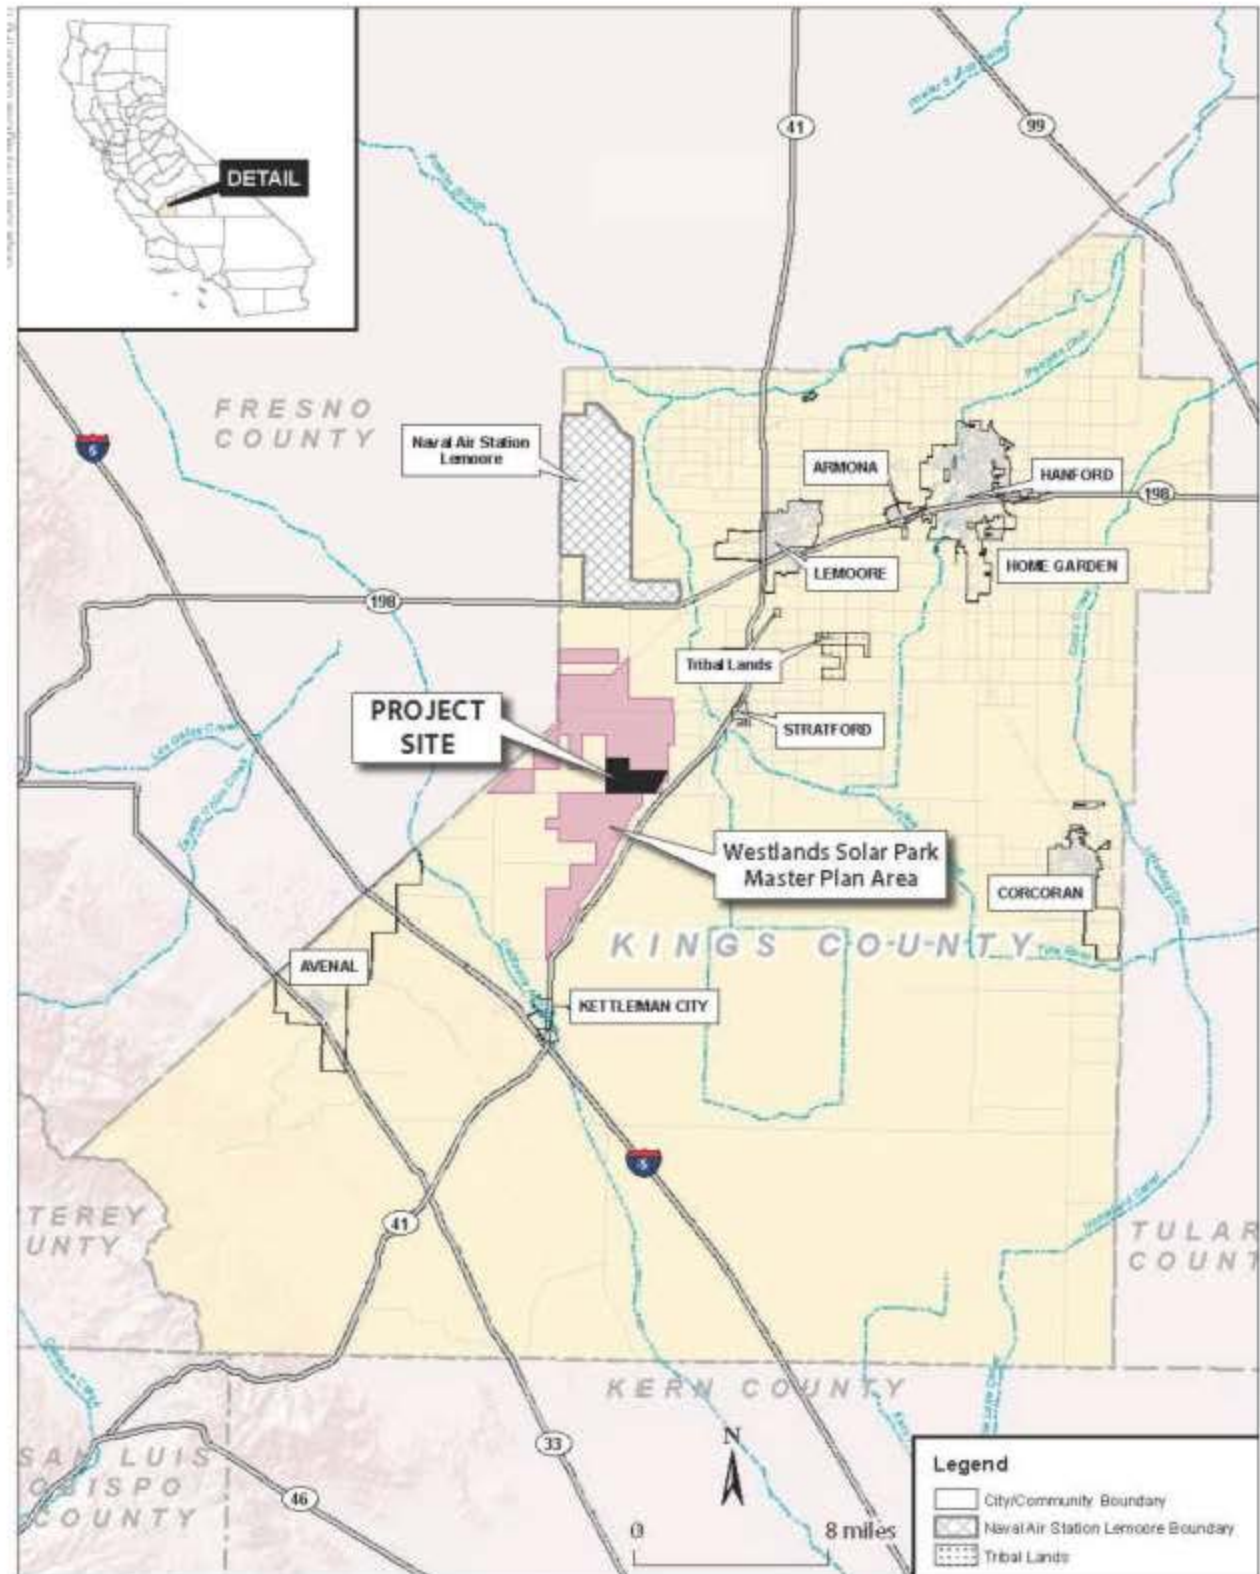 DETAIL
41
99
FRESNO
COUNTY
5
Naval Air Station
Lemoore
ARMONA
HANFORD
198
LEMOORE
HOME GARDEN
198
Tribal Lands
PROJECT
SITE
STRATFORD
Westlands Solar Park
Master Plan Area
CORCORAN
KINGS COUNTY
AVENAL
KETTLEMAN CITY
5
TEREY
UNTY
41
TULAR
COUNT
KERN COUNTY
N
33
SAN LUIS
OBISPO
COUNTY
46
0
8 miles
Legend
City/Community Boundary
Naval Air Station Lemoore Boundary
Tribal Lands